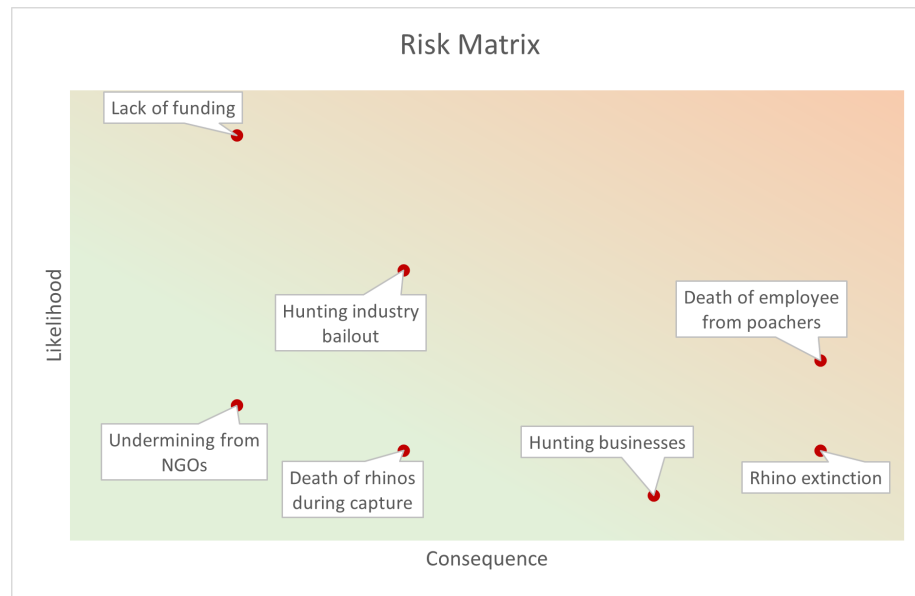 Risk Matrix
Lack of funding
Likelihood
Hunting industry
bailout
Death of employee
from poachers
Undermining from
NGOs
Death of rhinos
during capture
Hunting businesses
Rhino extinction
Consequence